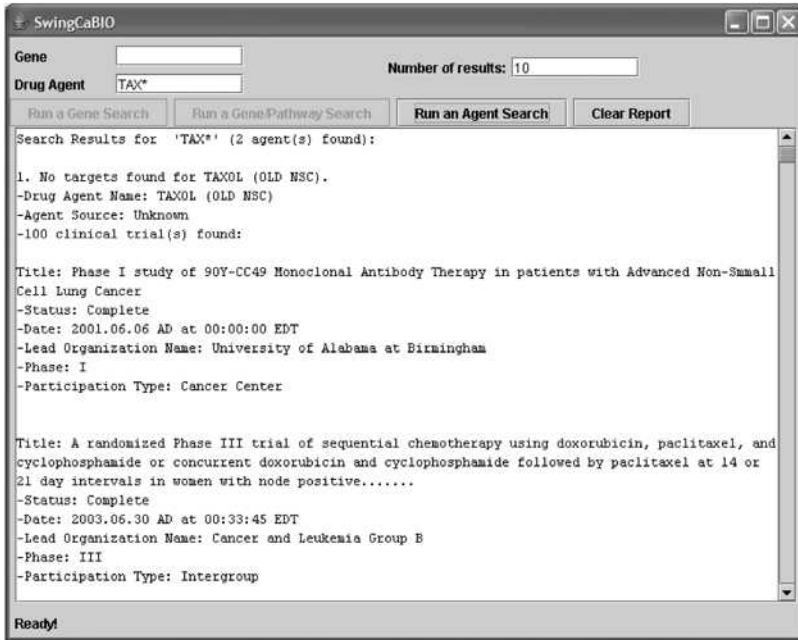 SwingCaBIO
Gene
Number of results: 10
Drug Agent TAX*
Run a Gene Search Run a Gene/Pathway Search Run an Agent Search Clear Report
Search Results for 'TAX*' (2 agent(s) found):
1. No targets found for TAXOL (OLD NSC).
-Drug Agent Name: TAXOL (OLD NSC)
-Agent Source: Unknown
-100 clinical trial(s) found:
Title: Phase I study of 90Y-CC49 Monoclonal Antibody Therapy in patients with Advanced Non-Smmall
Cell Lung Cancer
-Status: Complete
-Date: 2001.06.06 AD at 00:00:00 EDT
-Lead Organization Name: University of Alabama at Birmingham
-Phase: I
-Participation Type: Cancer Center
Title: A randomized Phase III trial of sequential chemotherapy using doxorubicin, paclitaxel, and
cyclophosphamide or concurrent doxorubicin and cyclophosphamide followed by paclitaxel at 14 or
21 day intervals in women with node positive.......
-Status: Complete
-Date: 2003.06.30 AD at 00:33:45 EDT
-Lead Organization Name: Cancer and Leukemia Group B
-Phase: III
-Participation Type: Intergroup
Ready!